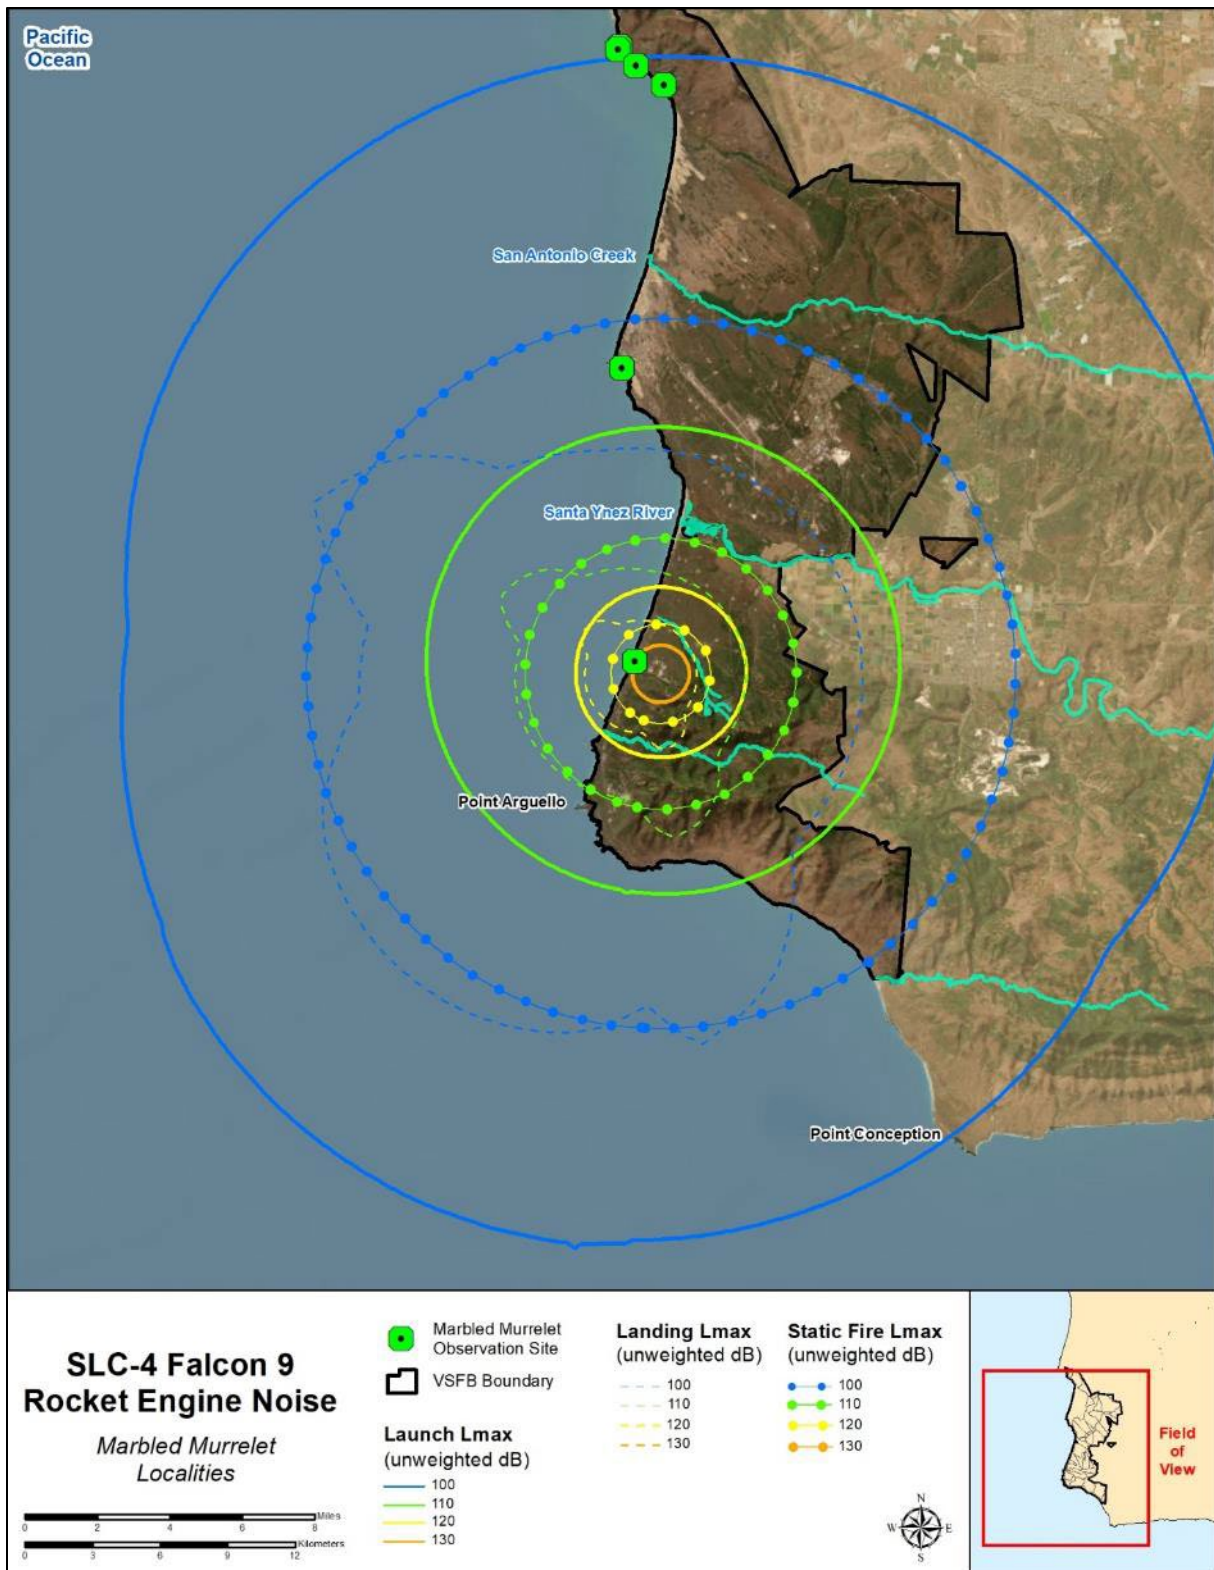 Pacific
Ocean
San Antonio Creek
Santa Ynez River
Point Arguello
Point Conception
SLC-4 Falcon 9
Rocket Engine Noise
Marbled Murrelet
Localities
0 2 4 6 8 Miles
0 3 6 9 12 Kilometers
Marbled Murrelet
Observation Site
VSFB Boundary
Launch Lmax
(unweighted dB)
100
110
120
130
Landing Lmax
(unweighted dB)
100
110
120
130
Static Fire Lmax
(unweighted dB)
100
110
120
130
N
W E
S
Field
of
View